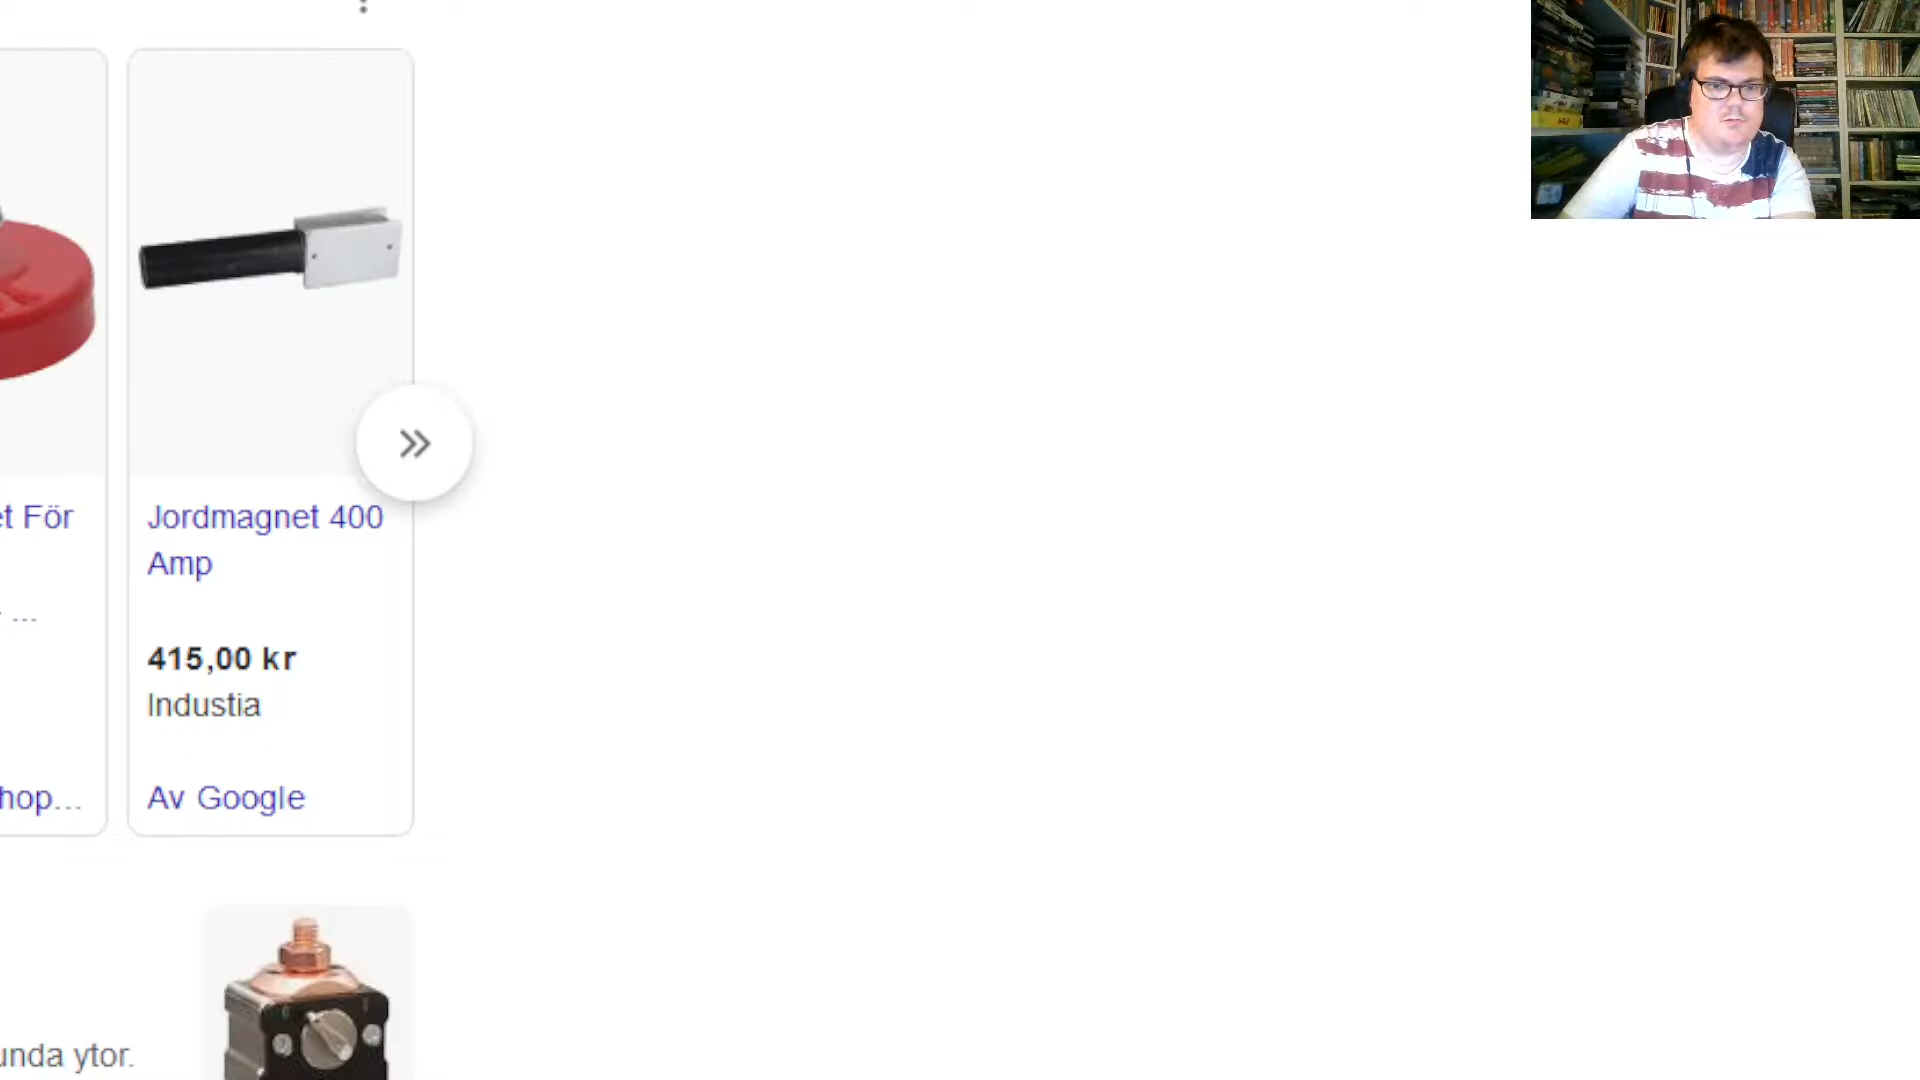 et För
...
hop...
Jordmagnet 400
Amp
415,00 kr
Industia
Av Google
unda ytor.